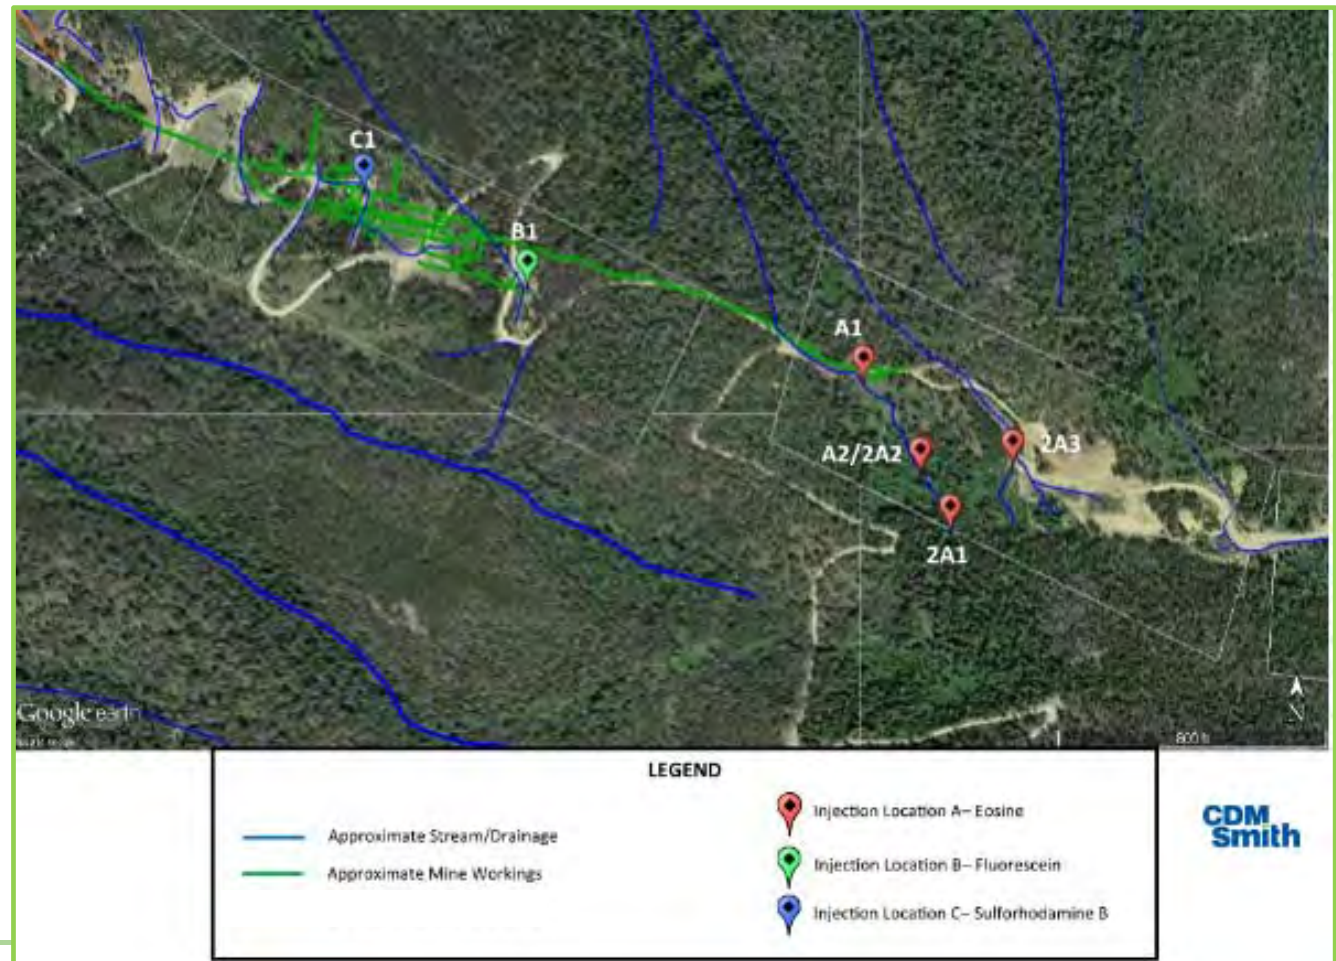 C1
B1
A1
A2/2A2
2A3
2A1
Google earth
N
800 ft
LEGEND
Approximate Stream/Drainage
Approximate Mine Workings
Injection Location A– Eosine
Injection Location B– Fluorescein
Injection Location C– Sulforhodamine B
CDM
Smith